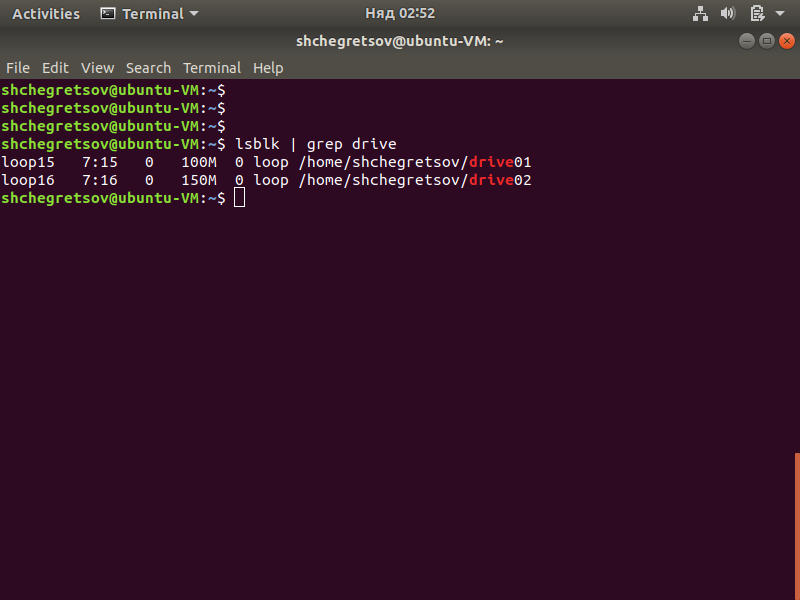 Activities Terminal Няд 02:52
shchegretsov@ubuntu-VM: ~
File Edit View Search Terminal Help
shchegretsov@ubuntu-VM:~$
shchegretsov@ubuntu-VM:~$
shchegretsov@ubuntu-VM:~$
shchegretsov@ubuntu-VM:~$ lsblk | grep drive
loop15   7:15   0   100M  0 loop /home/shchegretsov/drive01
loop16   7:16   0   150M  0 loop /home/shchegretsov/drive02
shchegretsov@ubuntu-VM:~$